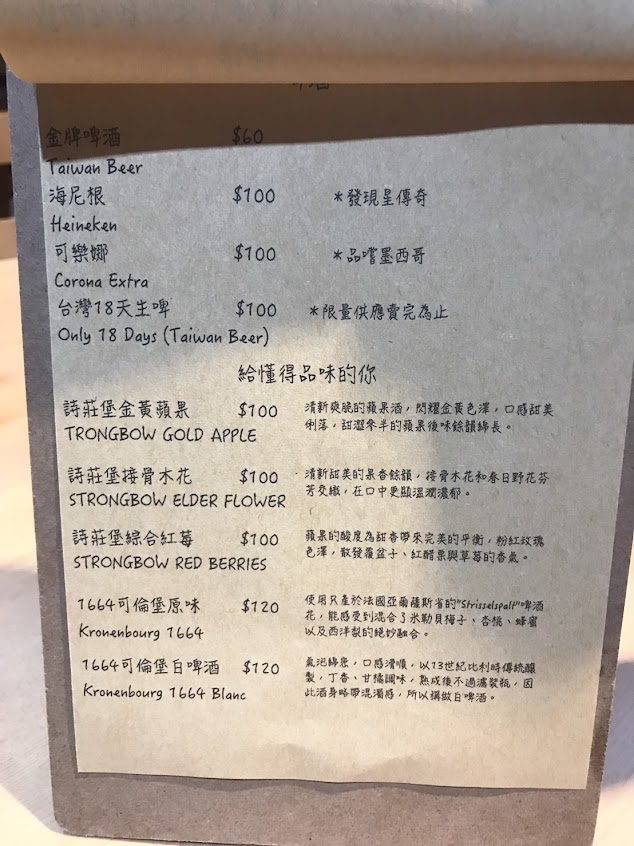 金牌啤酒 $60
Taiwan Beer
海尼根 $100 *發現星傳奇
Heineken
可樂娜 $100 *品嚐墨西哥
Corona Extra
台灣18天生啤 $100 *限量供應賣完為止
Only 18 Days (Taiwan Beer)
給懂得品味的你
詩莊堡金黃蘋果 $100
TRONGBOW GOLD APPLE
清新爽脆的蘋果酒，閃耀金黃色澤，口感甜美
俐落，甜澀參半的蘋果後味餘韻綿長。
詩莊堡接骨木花 $100
STRONGBOW ELDER FLOWER
清新甜美的果香餘韻，接骨木花和春日野花芬
芳交織，在口中更顯溫潤濃郁。
詩莊堡綜合紅莓 $100
STRONGBOW RED BERRIES
蘋果的酸度為甜香帶來完美的平衡，粉紅玫瑰
色澤，散發覆盆子、紅醋栗與草莓的香氣。
1664可倫堡原味 $120
Kronenbourg 1664
使用只產於法國亞爾薩斯省的"Strisselspalt"啤酒
花，能感受到混合了米勒貝梅子、杏桃、蜂蜜
以及西洋梨的絕妙融合。
1664可倫堡白啤酒 $120
Kronenbourg 1664 Blanc
氣泡綿密，口感滑順，以13世紀比利時傳統釀
製，丁香、甘橘調味，熟成後不過濾裝瓶，因
此酒身略帶混濁感，所以稱做白啤酒。